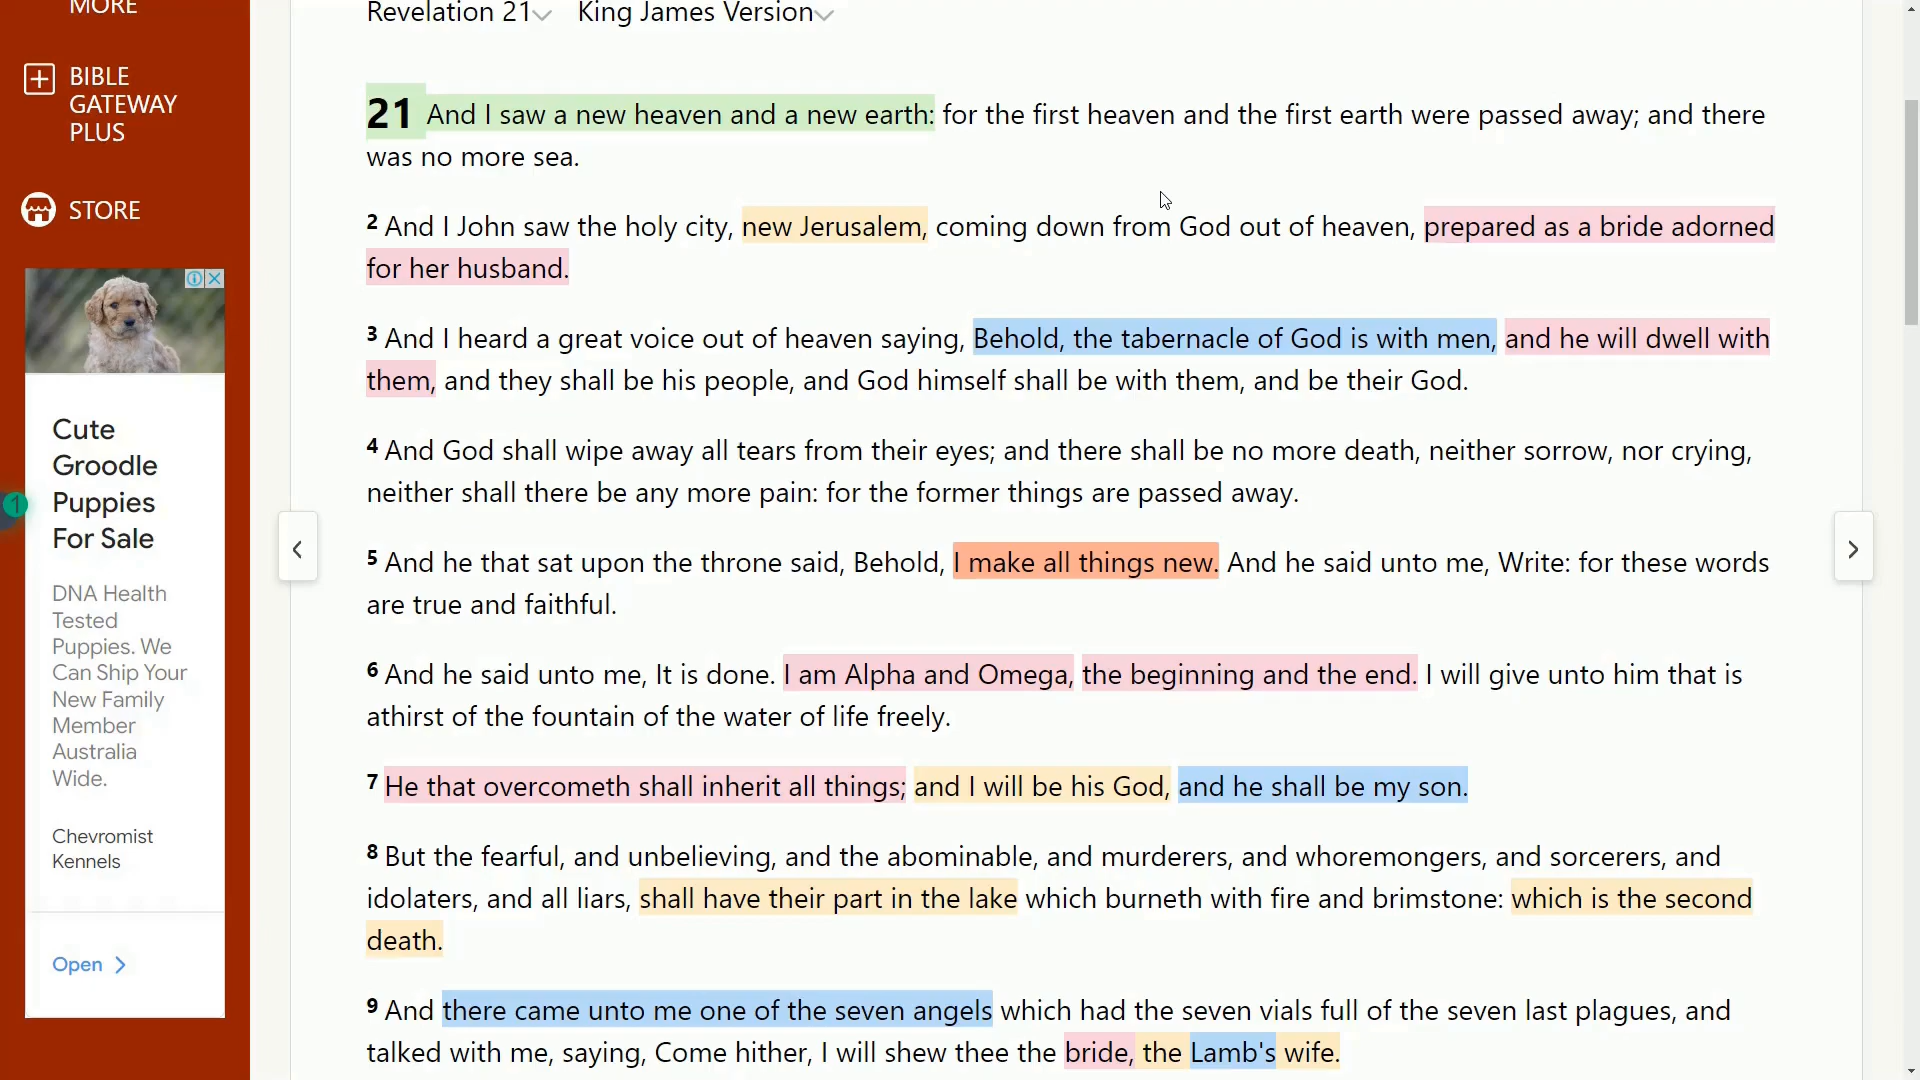 MORE
BIBLE
GATEWAY
PLUS
STORE
Cute
Groodle
Puppies
For Sale
DNA Health
Tested
Puppies. We
Can Ship Your
New Family
Member
Australia
Wide.
Chevromist
Kennels
Open
1
Revelation 21 King James Version
21 And I saw a new heaven and a new earth: for the first heaven and the first earth were passed away; and there
was no more sea.
2 And I John saw the holy city, new Jerusalem, coming down from God out of heaven, prepared as a bride adorned
for her husband.
3 And I heard a great voice out of heaven saying, Behold, the tabernacle of God is with men, and he will dwell with
them, and they shall be his people, and God himself shall be with them, and be their God.
4 And God shall wipe away all tears from their eyes; and there shall be no more death, neither sorrow, nor crying,
neither shall there be any more pain: for the former things are passed away.
5 And he that sat upon the throne said, Behold, I make all things new. And he said unto me, Write: for these words
are true and faithful.
6 And he said unto me, It is done. I am Alpha and Omega, the beginning and the end. I will give unto him that is
athirst of the fountain of the water of life freely.
7 He that overcometh shall inherit all things; and I will be his God, and he shall be my son.
8 But the fearful, and unbelieving, and the abominable, and murderers, and whoremongers, and sorcerers, and
idolaters, and all liars, shall have their part in the lake which burneth with fire and brimstone: which is the second
death.
9 And there came unto me one of the seven angels which had the seven vials full of the seven last plagues, and
talked with me, saying, Come hither, I will shew thee the bride, the Lamb's wife.